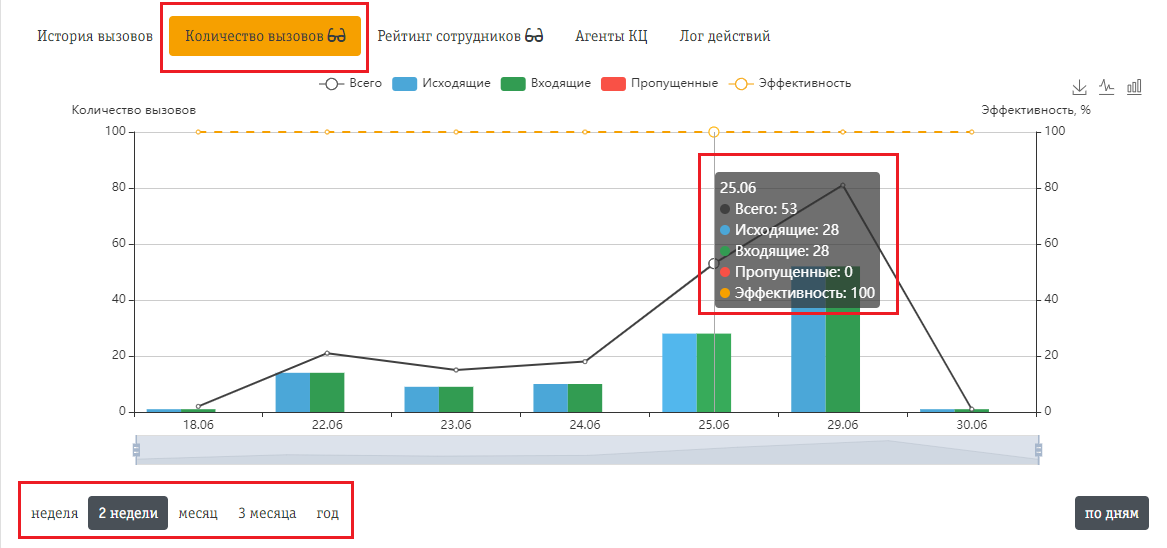 История вызовов Количество вызовов Рейтинг сотрудников Агенты КЦ Лог действий
Всего Исходящие Входящие Пропущенные Эффективность
Количество вызовов Эффективность, %
100 100
80 80
60 60
40 40
20 20
0 0
25.06
Всего: 53
Исходящие: 28
Входящие: 28
Пропущенные: 0
Эффективность: 100
18.06 22.06 23.06 24.06 25.06 29.06 30.06
неделя 2 недели месяц 3 месяца год по дням